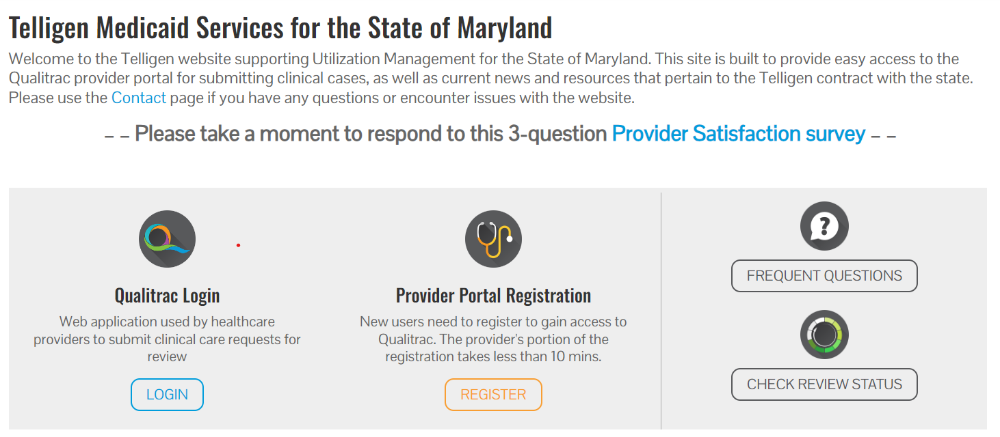 Telligen Medicaid Services for the State of Maryland
Welcome to the Telligen website supporting Utilization Management for the State of Maryland. This site is built to provide easy access to the
Qualitrac provider portal for submitting clinical cases, as well as current news and resources that pertain to the Telligen contract with the state.
Please use the Contact page if you have any questions or encounter issues with the website.
– – Please take a moment to respond to this 3-question Provider Satisfaction survey – –
Qualitrac Login
Web application used by healthcare
providers to submit clinical care requests for
review
LOGIN
Provider Portal Registration
New users need to register to gain access to
Qualitrac. The provider's portion of the
registration takes less than 10 mins.
REGISTER
?
FREQUENT QUESTIONS
CHECK REVIEW STATUS